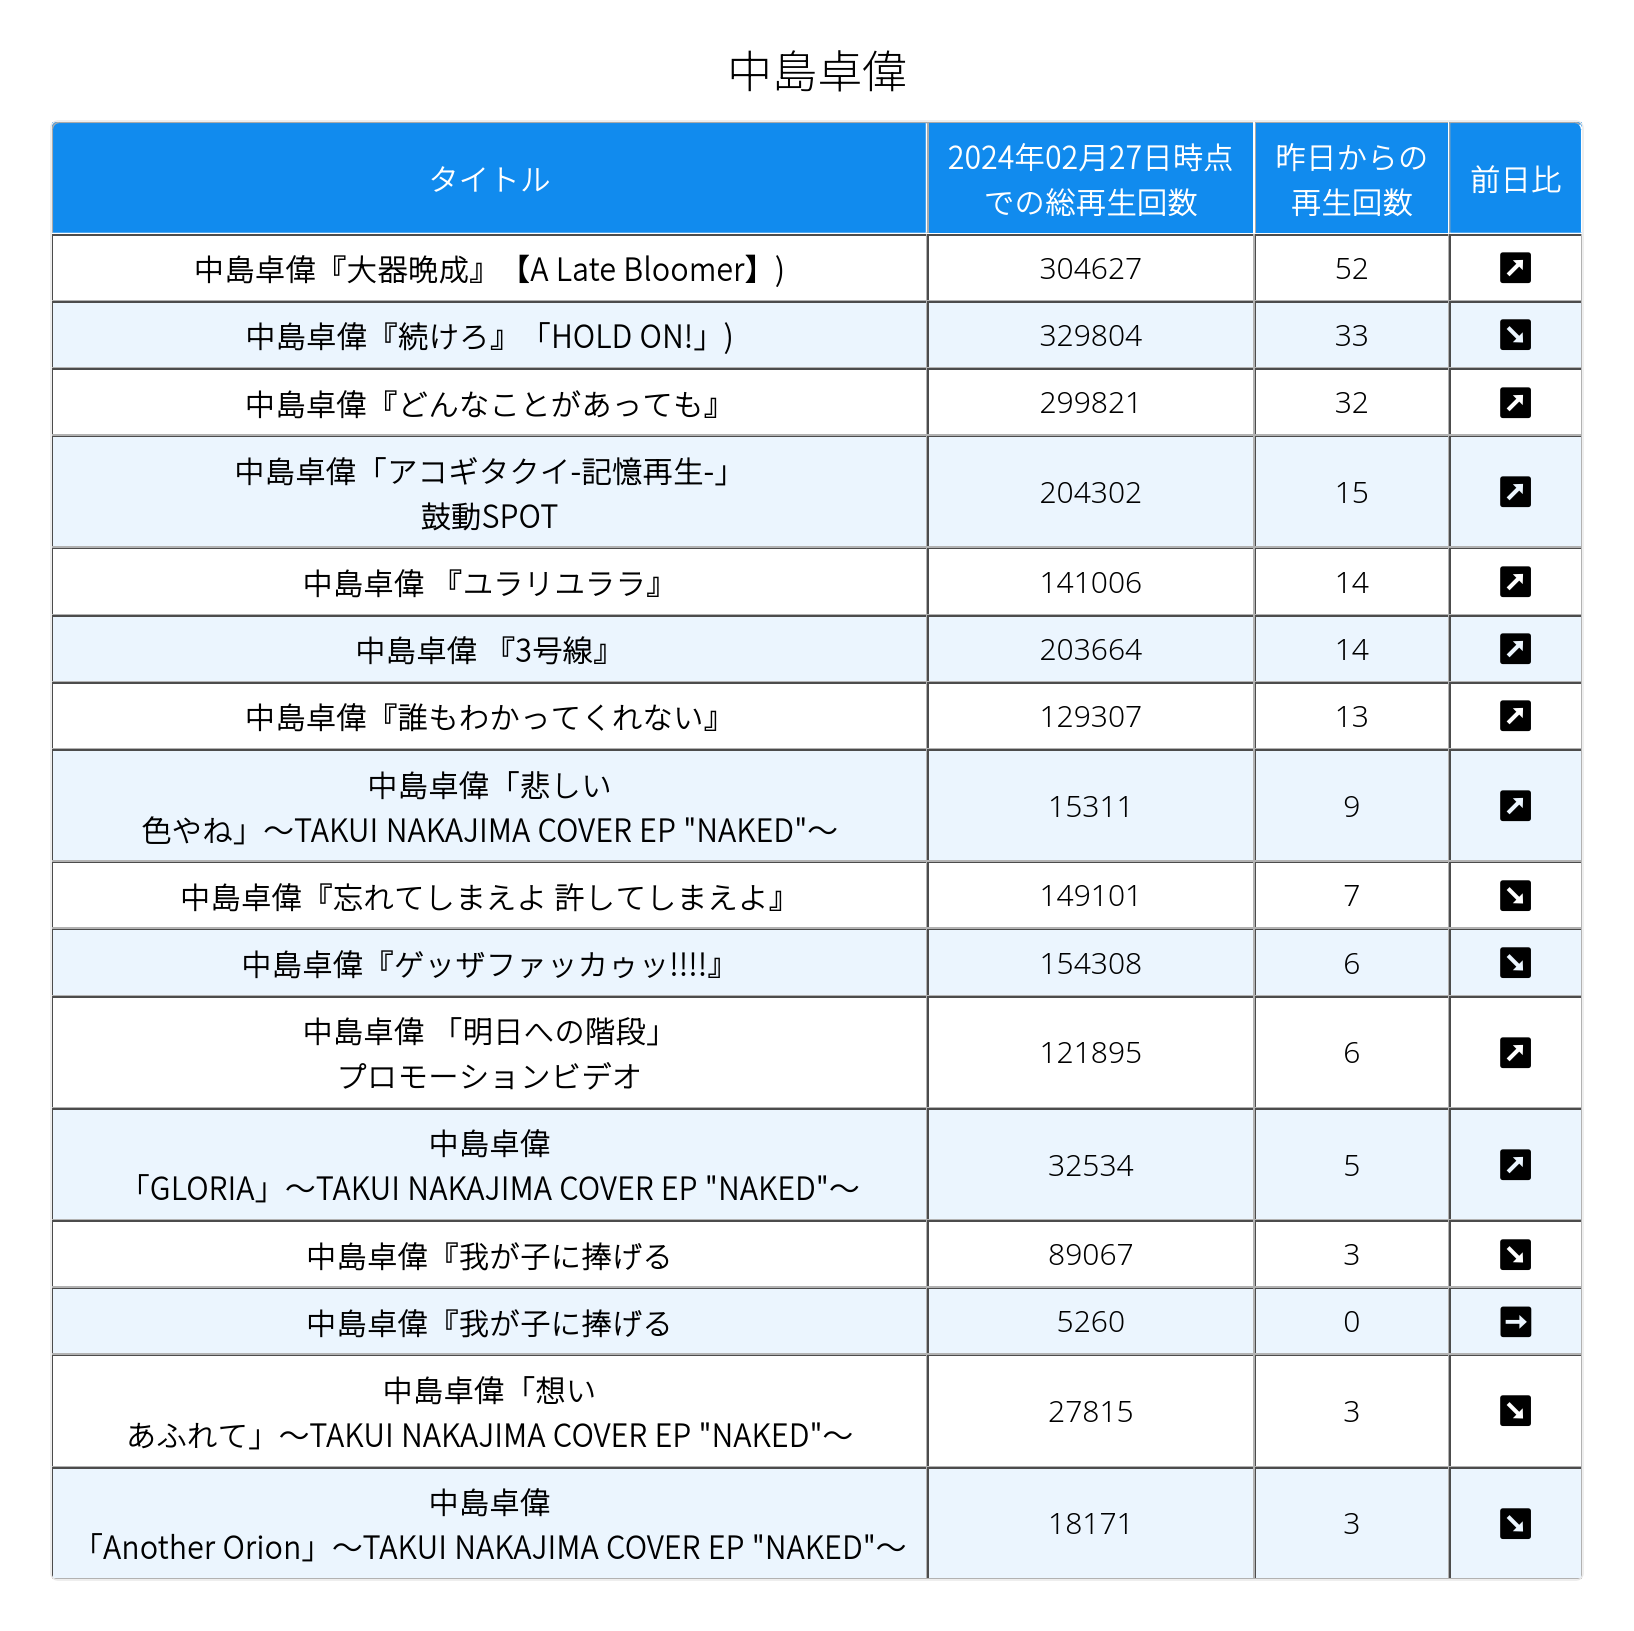 中島卓偉
タイトル
2024年02月27日時点
での総再生回数
昨日からの
再生回数
前日比
中島卓偉『大器晩成』【A Late Bloomer】)
304627
52
中島卓偉『続けろ』「HOLD ON!」)
329804
33
中島卓偉『どんなことがあっても』
299821
32
中島卓偉「アコギタクイ-記憶再生-」
鼓動SPOT
204302
15
中島卓偉 『ユラリユララ』
141006
14
中島卓偉 『3号線』
203664
14
中島卓偉『誰もわかってくれない』
129307
13
中島卓偉「悲しい
色やね」～TAKUI NAKAJIMA COVER EP "NAKED"～
15311
9
中島卓偉『忘れてしまえよ 許してしまえよ』
149101
7
中島卓偉『ゲッザファッカゥッ!!!!』
154308
6
中島卓偉 「明日への階段」
プロモーションビデオ
121895
6
中島卓偉
「GLORIA」～TAKUI NAKAJIMA COVER EP "NAKED"～
32534
5
中島卓偉『我が子に捧げる
89067
3
中島卓偉『我が子に捧げる
5260
0
中島卓偉「想い
あふれて」～TAKUI NAKAJIMA COVER EP "NAKED"～
27815
3
中島卓偉
「Another Orion」～TAKUI NAKAJIMA COVER EP "NAKED"～
18171
3